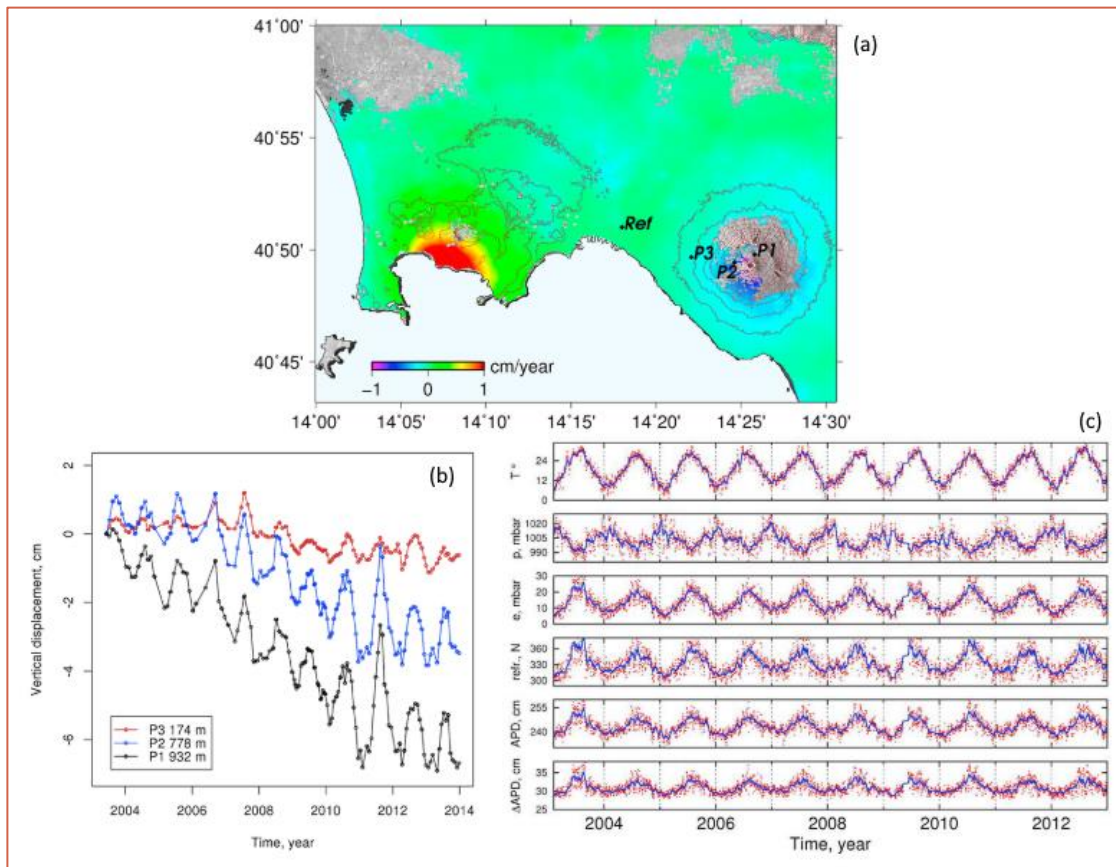 41°00'
(a)
40°55'
Ref
40°50'
P3
P1
P2
cm/year
40°45'
−1
0
1
14°00'
14°05'
14°10'
14°15'
14°20'
14°25'
14°30'
(b)
2
0
-2
-4
-6
Vertical displacement, cm
P3 174 m
P2 778 m
P1 932 m
2004
2006
2008
2010
2012
2014
Time, year
(c)
T °
24
12
0
p, mbar
1020
1005
990
e, mbar
30
20
10
0
refr., N
360
330
300
APD, cm
255
240
ΔAPD, cm
35
30
25
2004
2006
2008
2010
2012
Time, year